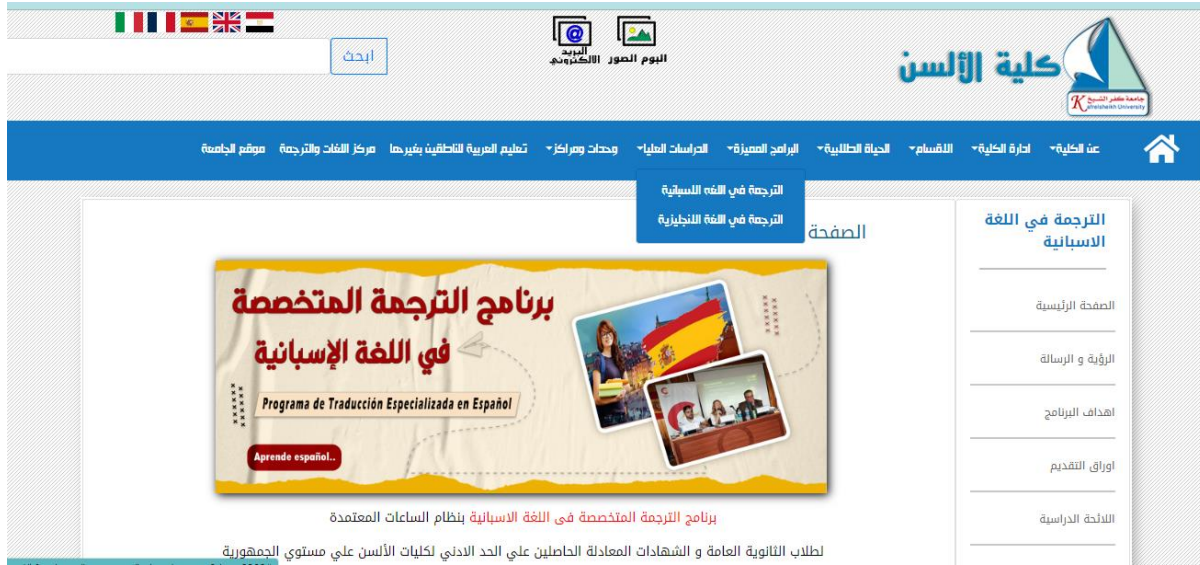 ابحث
البريد
الالكتروني
البوم الصور
كلية الألسن
جامعة كفر الشيخ
Kafrelsheikh University
عن الكلية
ادارة الكلية
الاقسام
الحياة الطلابية
البرامج المميزة
الدراسات العليا
وحدات ومراكز
تعليم العربية للناطقين بغيرها
مركز اللغات والترجمة
موقع الجامعة
الترجمة في اللغه الاسبانية
الترجمة في اللغة الانجليزية
الترجمة في اللغة
الاسبانية
الصفحة الرئيسية
الرؤية و الرسالة
اهداف البرنامج
اوراق التقديم
اللائحة الدراسية
الصفحة
برنامج الترجمة المتخصصة
في اللغة الإسبانية
Programa de Traducción Especializada en Español
Aprende español..
برنامج الترجمة المتخصصة فى اللغة الاسبانية بنظام الساعات المعتمدة
لطلاب الثانوية العامة و الشهادات المعادلة الحاصلين علي الحد الادني لكليات الألسن علي مستوي الجمهورية